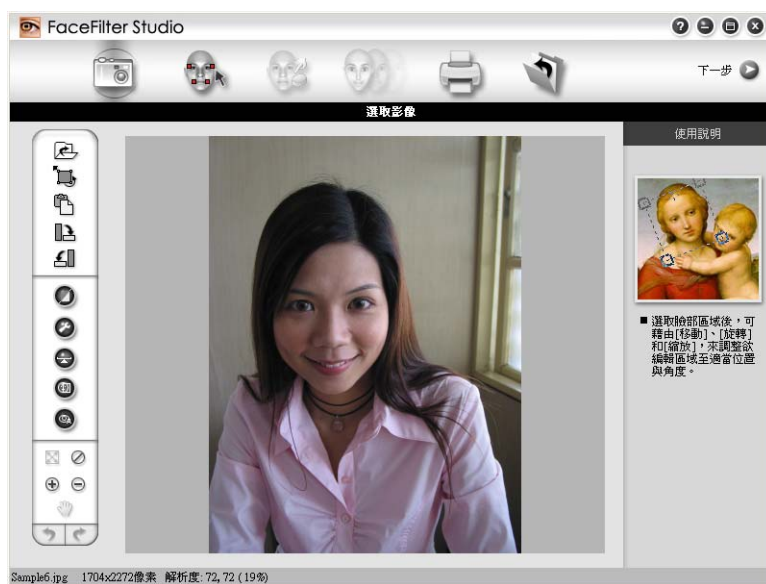 FaceFilter Studio
下一步
選取影像
使用說明
■ 選取臉部區域後，可
藉由[移動]、[旋轉]
和[縮放]，來調整欲
編輯區域至適當位置
與角度。
Sample6.jpg 1704x2272像素 解析度: 72, 72 ( 19%)